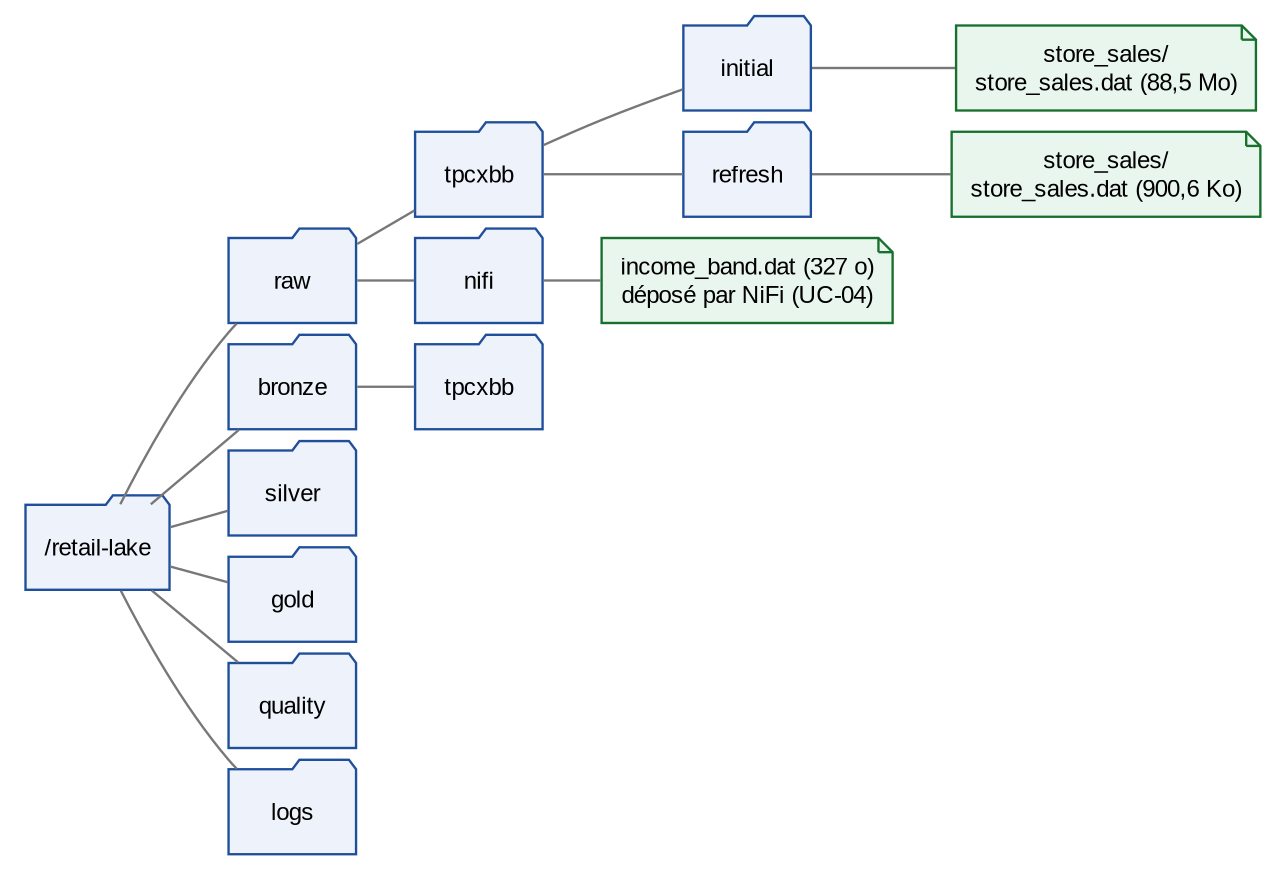 initial
store_sales/
store_sales.dat (88,5 Mo)
tpcxbb
refresh
store_sales/
store_sales.dat (900,6 Ko)
raw
nifi
income_band.dat (327 o)
déposé par NiFi (UC-04)
bronze
tpcxbb
silver
/retail-lake
gold
quality
logs